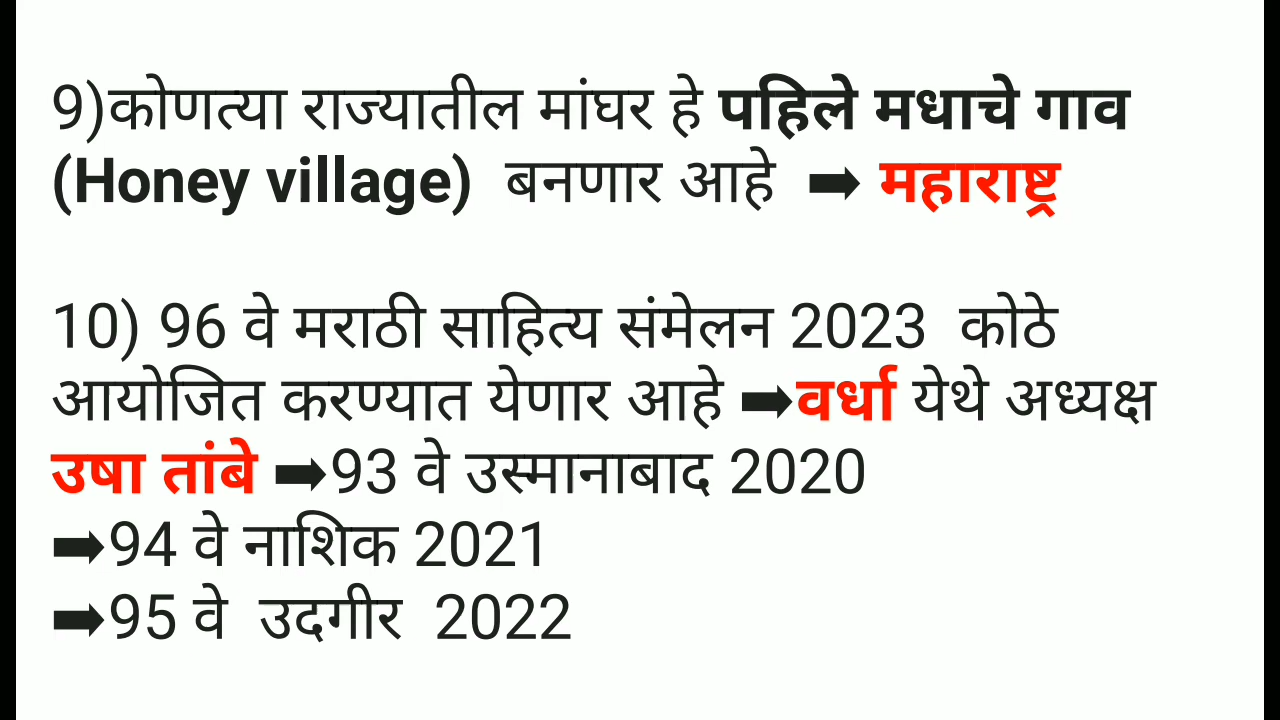 9)कोणत्या राज्यातील मांघर हे पहिले मधाचे गाव
(Honey village) बनणार आहे ➡ महाराष्ट्र
10) 96 वे मराठी साहित्य संमेलन 2023 कोठे
आयोजित करण्यात येणार आहे ➡वर्धा येथे अध्यक्ष
उषा तांबे ➡93 वे उस्मानाबाद 2020
➡94 वे नाशिक 2021
➡95 वे उदगीर 2022